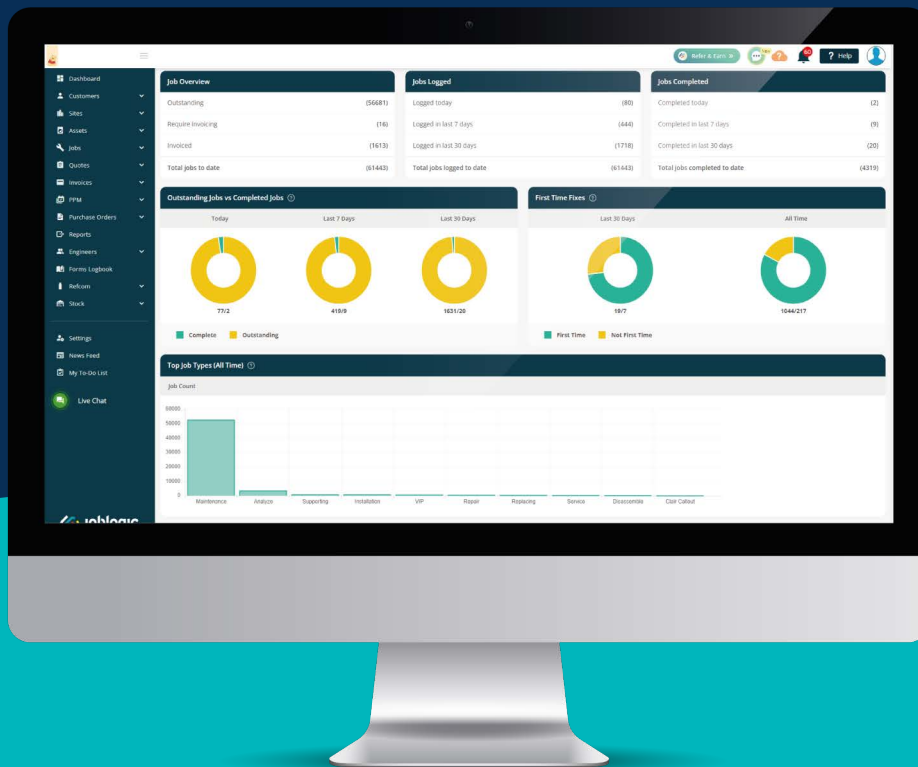 Refer & Earn ×
60
? Help
Dashboard
Customers
Sites
Assets
Jobs
Quotes
Invoices
PPM
Purchase Orders
Reports
Engineers
Forms Logbook
Refcom
Stock
Settings
News Feed
My To-Do List
Live Chat
joblogic
Job Overview
Outstanding (56681)
Require Invoicing (16)
Invoiced (1613)
Total jobs to date (61443)
Jobs Logged
Logged today (80)
Logged in last 7 days (444)
Logged in last 30 days (1718)
Total jobs logged to date (61443)
Jobs Completed
Completed today (2)
Completed in last 7 days (9)
Completed in last 30 days (20)
Total jobs completed to date (4319)
Outstanding Jobs vs Completed Jobs ?
Today Last 7 Days Last 30 Days
77/2 419/9 1631/20
Complete Outstanding
First Time Fixes ?
Last 30 Days All Time
19/7 1044/217
First Time Not First Time
Top Job Types (All Time) ?
Job Count
60000
50000
40000
30000
20000
10000
0
Maintenance Analyze Supporting Installation VIP Repair Replacing Service Disassemble Clair Callout